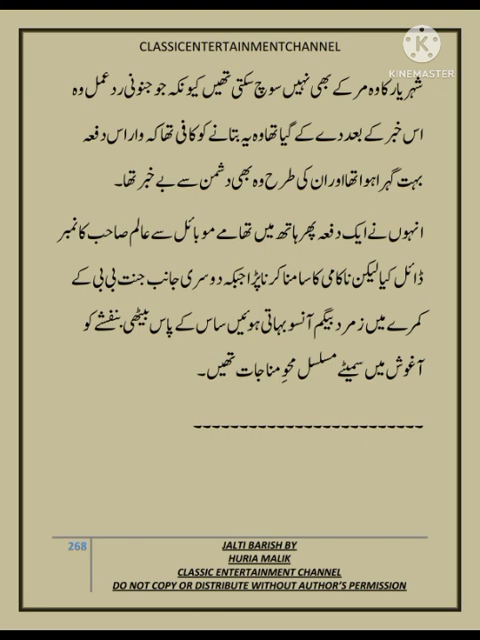 CLASSICENTERTAINMENTCHANNEL
KINEMASTER
شہریار کا وہ مر کے بھی نہیں سوچ سکتی تھیں کیونکہ جو جنونی ردعمل وہ
اس خبر کے بعد دے کے گیا تھا وہ یہ بتانے کو کافی تھا کہ وار اس دفعہ
بہت گہرا ہوا تھا اور ان کی طرح وہ بھی دشمن سے بے خبر تھا۔
انہوں نے ایک دفعہ پھر ہاتھ میں تھامے موبائل سے عالم صاحب کا نمبر
ڈائل کیا لیکن ناکامی کا سامنا کرنا پڑا جبکہ دوسری جانب جنت بی بی کے
کمرے میں زمرد بیگم آنسو بہاتی ہوئیں ساس کے پاس بیٹھی بنفشے کو
آغوش میں سمیٹے مسلسل محوِ مناجات تھیں۔
-------------------------
268
JALTI BARISH BY
HURIA MALIK
CLASSIC ENTERTAINMENT CHANNEL
DO NOT COPY OR DISTRIBUTE WITHOUT AUTHOR'S PERMISSION